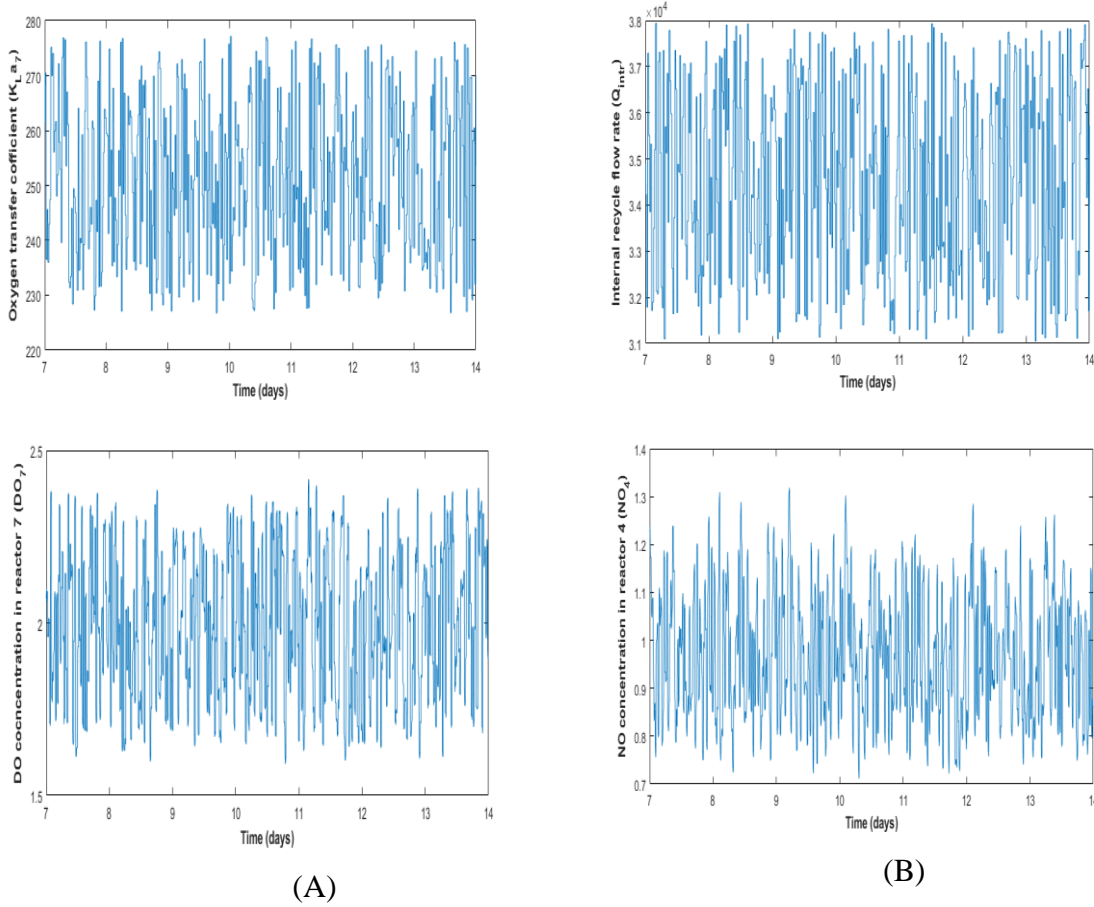 Oxygen transfer cofficient (K_L a_7)
280
270
260
250
240
230
220
7 8 9 10 11 12 13 14
Time (days)
Internal recycle flow rate (Q_intr)
×10^4
3.8
3.7
3.6
3.5
3.4
3.3
3.2
3.1
7 8 9 10 11 12 13 14
Time (days)
DO concentration in reactor 7 (DO_7)
2.5
2
1.5
7 8 9 10 11 12 13 14
Time (days)
(A)
NO concentration in reactor 4 (NO_4)
1.4
1.3
1.2
1.1
1
0.9
0.8
0.7
7 8 9 10 11 12 13 14
Time (days)
(B)